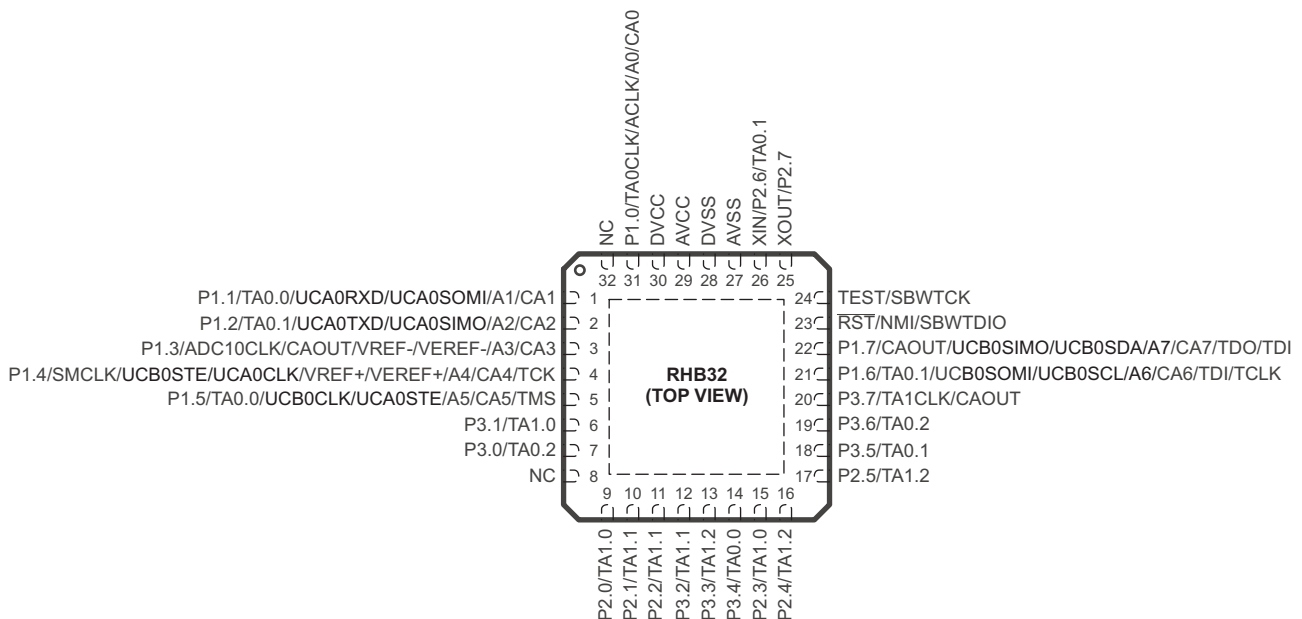 NC
P1.0/TA0CLK/ACLK/A0/CA0
DVCC
AVCC
DVSS
AVSS
XIN/P2.6/TA0.1
XOUT/P2.7
32
31
30
29
28
27
26
25
P1.1/TA0.0/UCA0RXD/UCA0SOMI/A1/CA1
1
P1.2/TA0.1/UCA0TXD/UCA0SIMO/A2/CA2
2
P1.3/ADC10CLK/CAOUT/VREF-/VEREF-/A3/CA3
3
P1.4/SMCLK/UCB0STE/UCA0CLK/VREF+/VEREF+/A4/CA4/TCK
4
P1.5/TA0.0/UCB0CLK/UCA0STE/A5/CA5/TMS
5
P3.1/TA1.0
6
P3.0/TA0.2
7
NC
8
RHB32
(TOP VIEW)
24
TEST/SBWTCK
23
RST/NMI/SBWTDIO
22
P1.7/CAOUT/UCB0SIMO/UCB0SDA/A7/CA7/TDO/TDI
21
P1.6/TA0.1/UCB0SOMI/UCB0SCL/A6/CA6/TDI/TCLK
20
P3.7/TA1CLK/CAOUT
19
P3.6/TA0.2
18
P3.5/TA0.1
17
P2.5/TA1.2
9
10
11
12
13
14
15
16
P2.0/TA1.0
P2.1/TA1.1
P2.2/TA1.1
P3.2/TA1.1
P3.3/TA1.2
P3.4/TA0.0
P2.3/TA1.0
P2.4/TA1.2